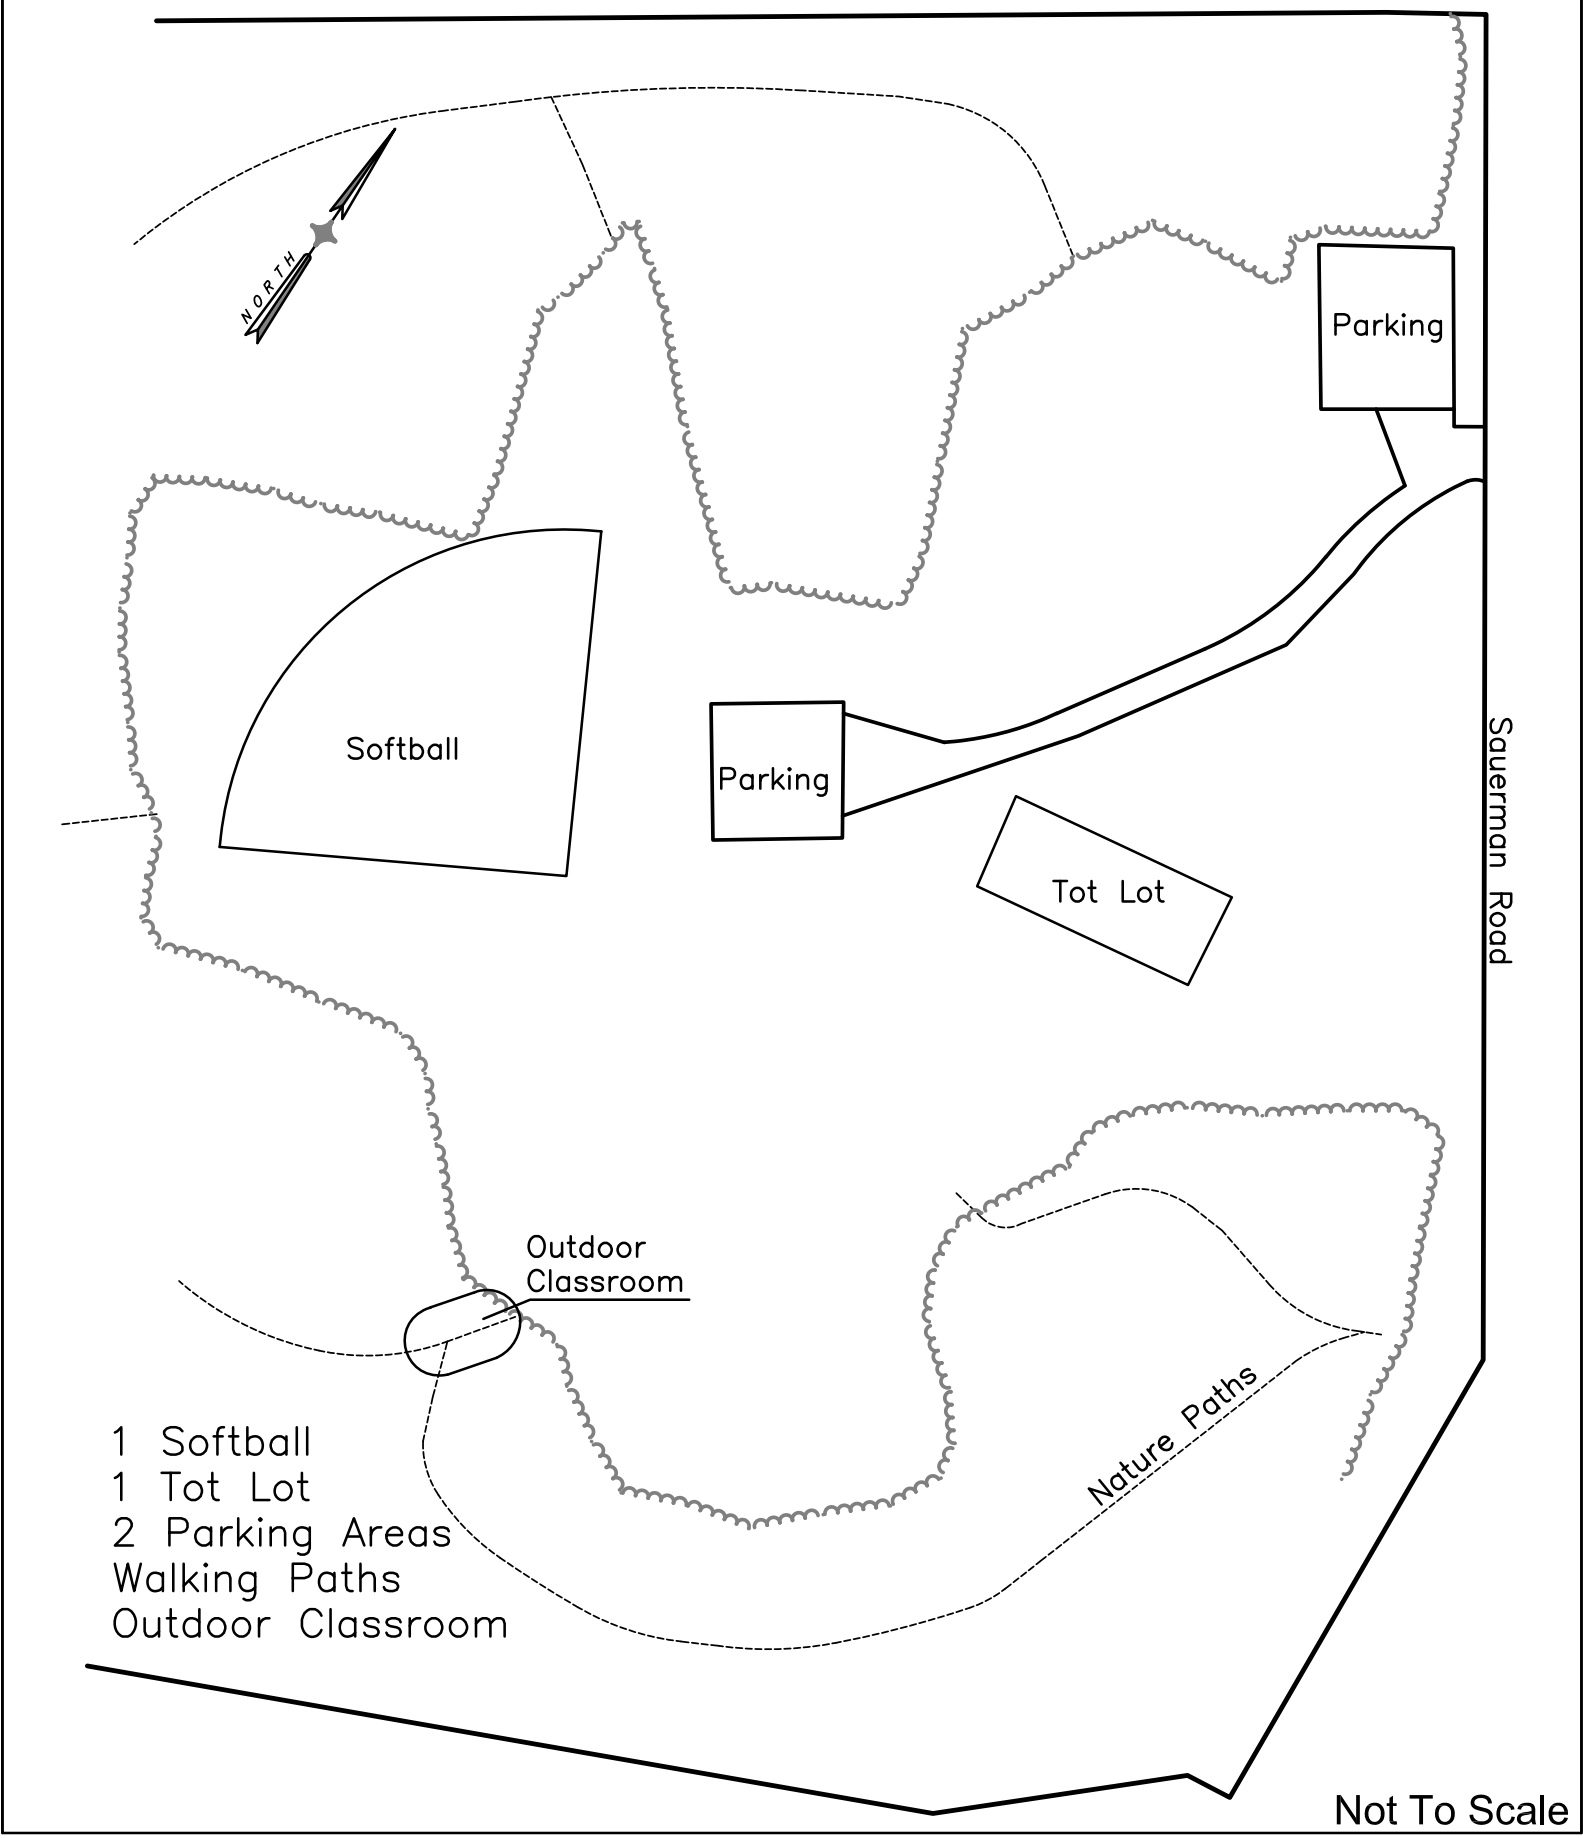 NORTH
Parking
Softball
Parking
Sauerman Road
Tot Lot
Outdoor
Classroom
Nature Paths
1 Softball
1 Tot Lot
2 Parking Areas
Walking Paths
Outdoor Classroom
Not To Scale